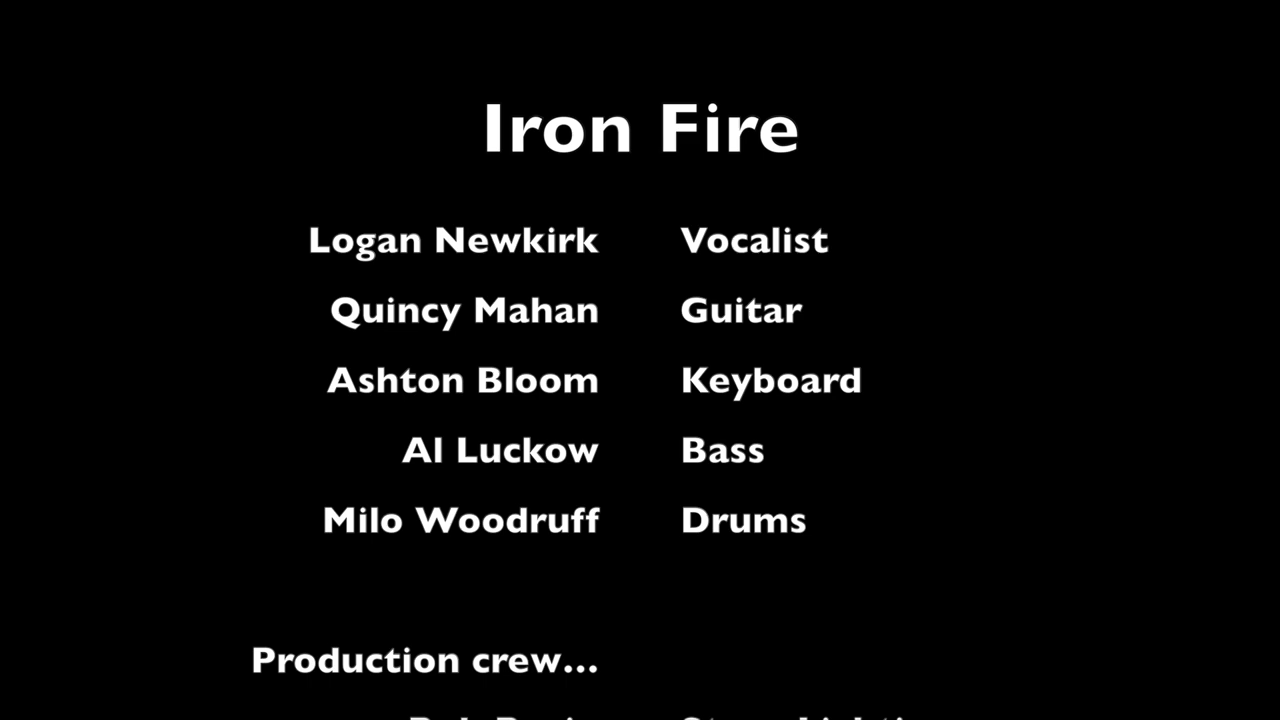 Iron Fire
Logan Newkirk Vocalist
Quincy Mahan Guitar
Ashton Bloom Keyboard
Al Luckow Bass
Milo Woodruff Drums
Production crew...